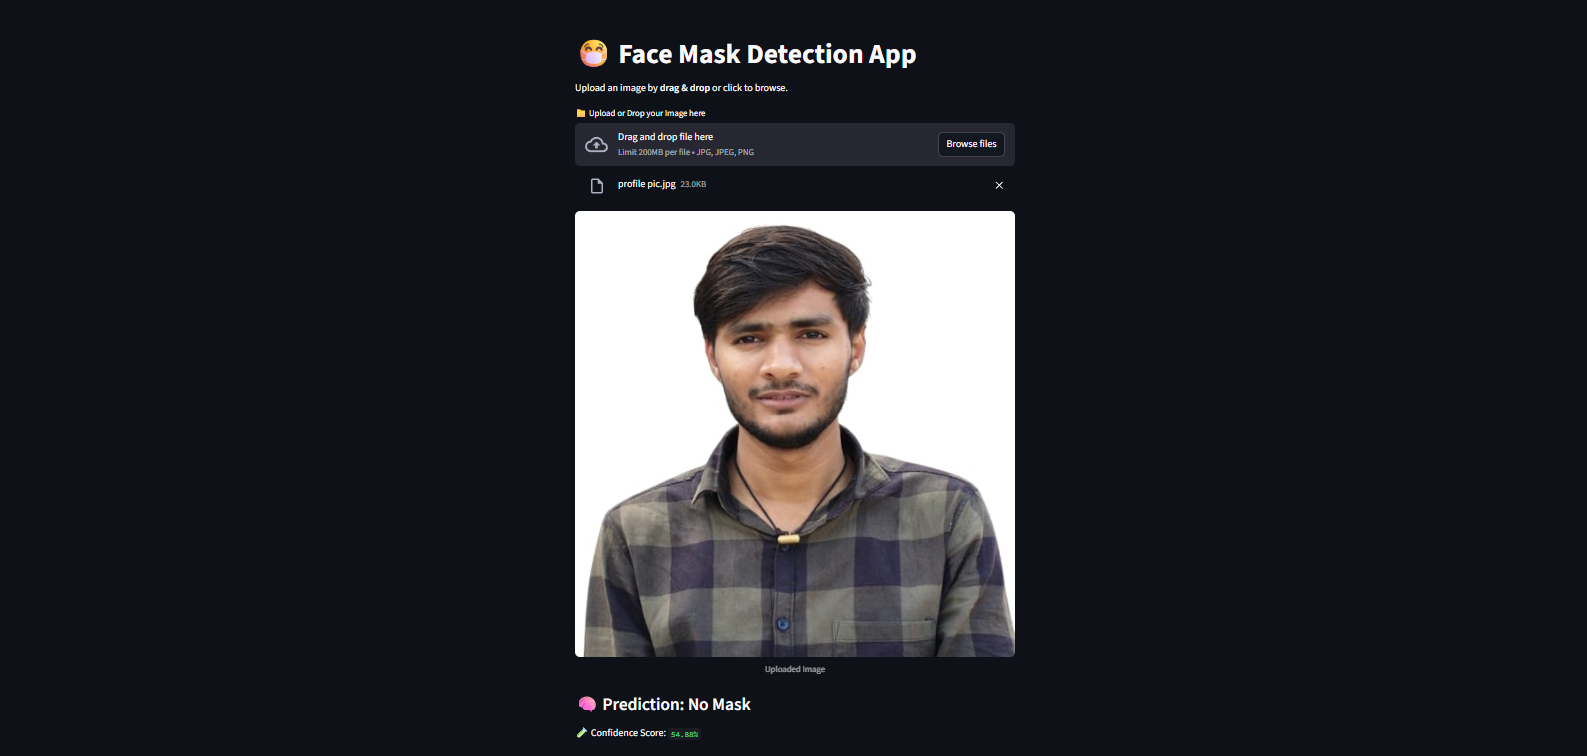 Face Mask Detection App
Upload an image by drag & drop or click to browse.
Upload or Drop your Image here
Drag and drop file here
Limit 200MB per file • JPG, JPEG, PNG
Browse files
profile pic.jpg 23.0KB
Uploaded Image
Prediction: No Mask
Confidence Score: 54.88%